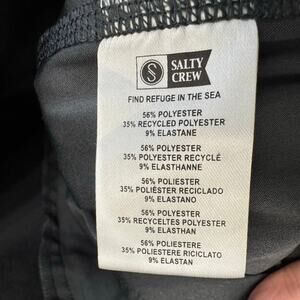 S
SALTY
CREW
FIND REFUGE IN THE SEA
56% POLYESTER
35% RECYCLED POLYESTER
9% ELASTANE
56% POLYESTER
35% POLYESTER RECYCLÉ
9% ELASTHANNE
56% POLIESTER
35% POLIÉSTER RECICLADO
9% ELASTANO
56% POLYESTER
35% RECYCELTES POLYESTER
9% ELASTHAN
56% POLIESTERE
35% POLIESTERE RICICLATO
9% ELASTAN